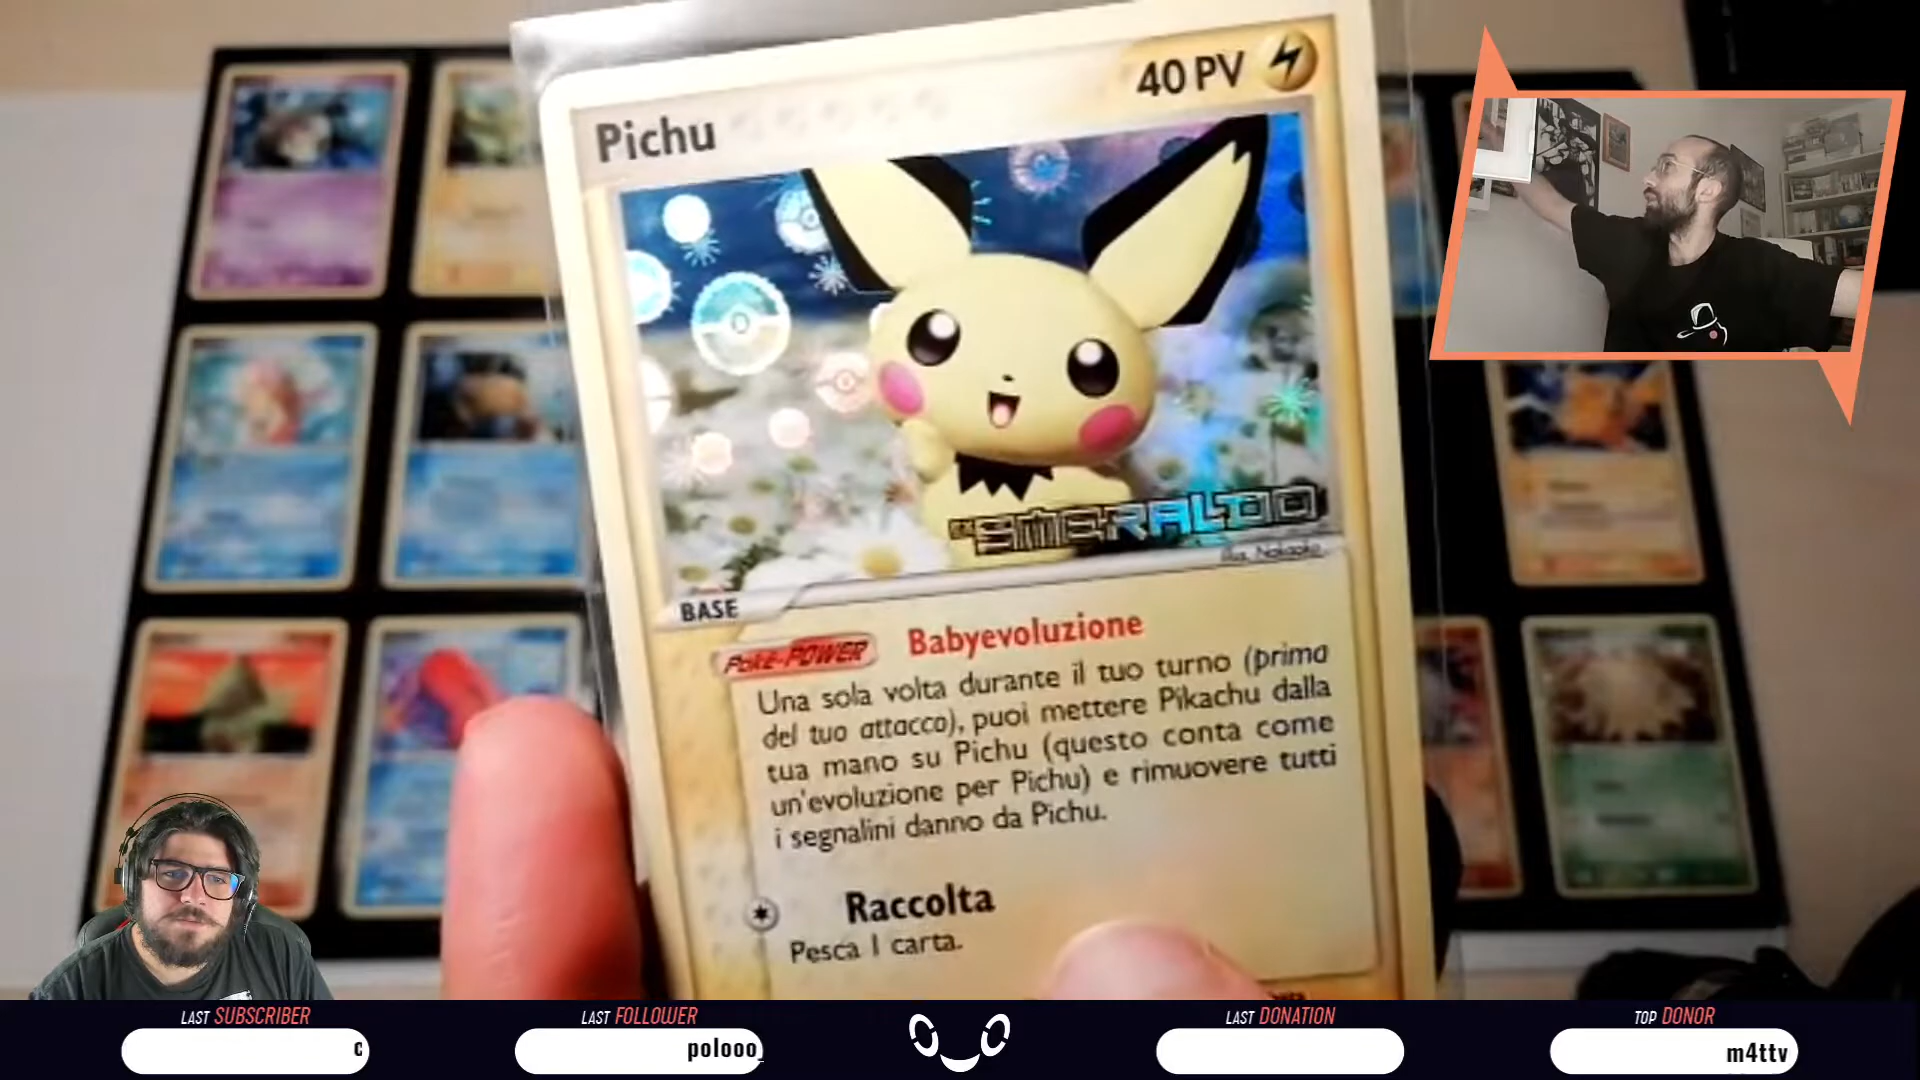 Pichu
40 PV
SMERALDO
BASE
Poké-POWER Babyevoluzione
Una sola volta durante il tuo turno (prima
del tuo attacco), puoi mettere Pikachu dalla
tua mano su Pichu (questo conta come
un'evoluzione per Pichu) e rimuovere tutti
i segnalini danno da Pichu.
Raccolta
Pesca 1 carta.
LAST SUBSCRIBER
c
LAST FOLLOWER
polooo_
LAST DONATION
TOP DONOR
m4ttv